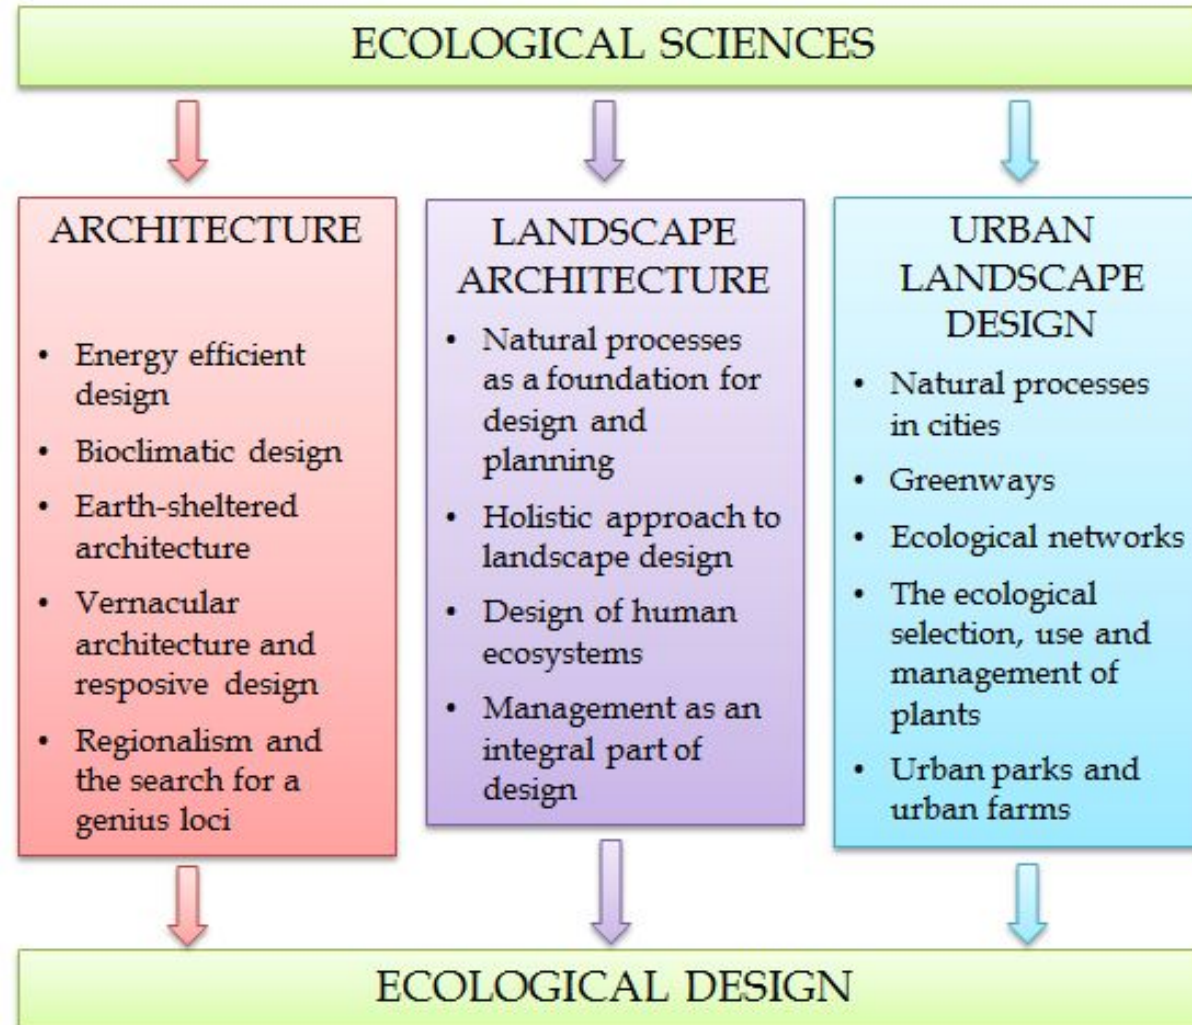 ECOLOGICAL SCIENCES
ARCHITECTURE
• Energy efficient
design
• Bioclimatic design
• Earth-sheltered
architecture
• Vernacular
architecture and
resposive design
• Regionalism and
the search for a
genius loci
LANDSCAPE
ARCHITECTURE
• Natural processes
as a foundation for
design and
planning
• Holistic approach to
landscape design
• Design of human
ecosystems
• Management as an
integral part of
design
URBAN
LANDSCAPE
DESIGN
• Natural processes
in cities
• Greenways
• Ecological networks
• The ecological
selection, use and
management of
plants
• Urban parks and
urban farms
ECOLOGICAL DESIGN